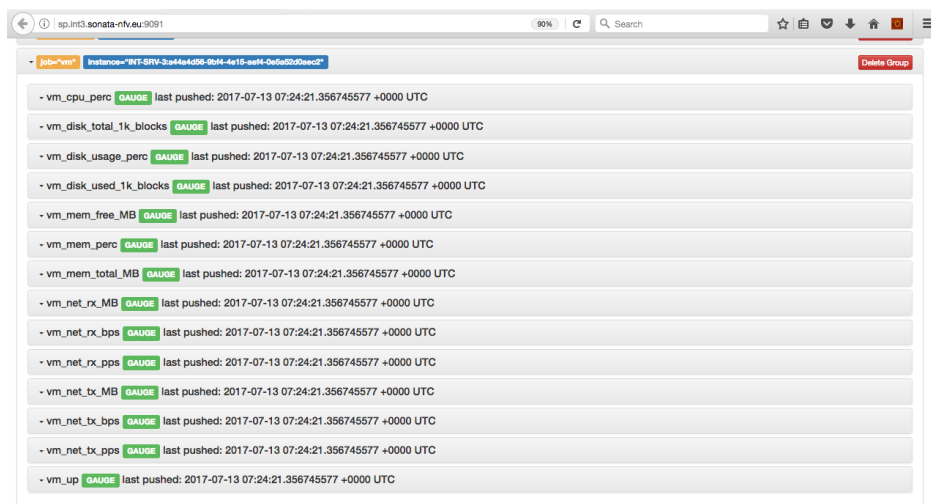 sp.int3.sonata-nfv.eu:9091 90% Search
job="vm" instance="INT-SRV-3:a44a4d56-9bf4-4e15-aef4-0e5a52d0aec2" Delete Group
vm_cpu_perc GAUGE last pushed: 2017-07-13 07:24:21.356745577 +0000 UTC
vm_disk_total_1k_blocks GAUGE last pushed: 2017-07-13 07:24:21.356745577 +0000 UTC
vm_disk_usage_perc GAUGE last pushed: 2017-07-13 07:24:21.356745577 +0000 UTC
vm_disk_used_1k_blocks GAUGE last pushed: 2017-07-13 07:24:21.356745577 +0000 UTC
vm_mem_free_MB GAUGE last pushed: 2017-07-13 07:24:21.356745577 +0000 UTC
vm_mem_perc GAUGE last pushed: 2017-07-13 07:24:21.356745577 +0000 UTC
vm_mem_total_MB GAUGE last pushed: 2017-07-13 07:24:21.356745577 +0000 UTC
vm_net_rx_MB GAUGE last pushed: 2017-07-13 07:24:21.356745577 +0000 UTC
vm_net_rx_bps GAUGE last pushed: 2017-07-13 07:24:21.356745577 +0000 UTC
vm_net_rx_pps GAUGE last pushed: 2017-07-13 07:24:21.356745577 +0000 UTC
vm_net_tx_MB GAUGE last pushed: 2017-07-13 07:24:21.356745577 +0000 UTC
vm_net_tx_bps GAUGE last pushed: 2017-07-13 07:24:21.356745577 +0000 UTC
vm_net_tx_pps GAUGE last pushed: 2017-07-13 07:24:21.356745577 +0000 UTC
vm_up GAUGE last pushed: 2017-07-13 07:24:21.356745577 +0000 UTC